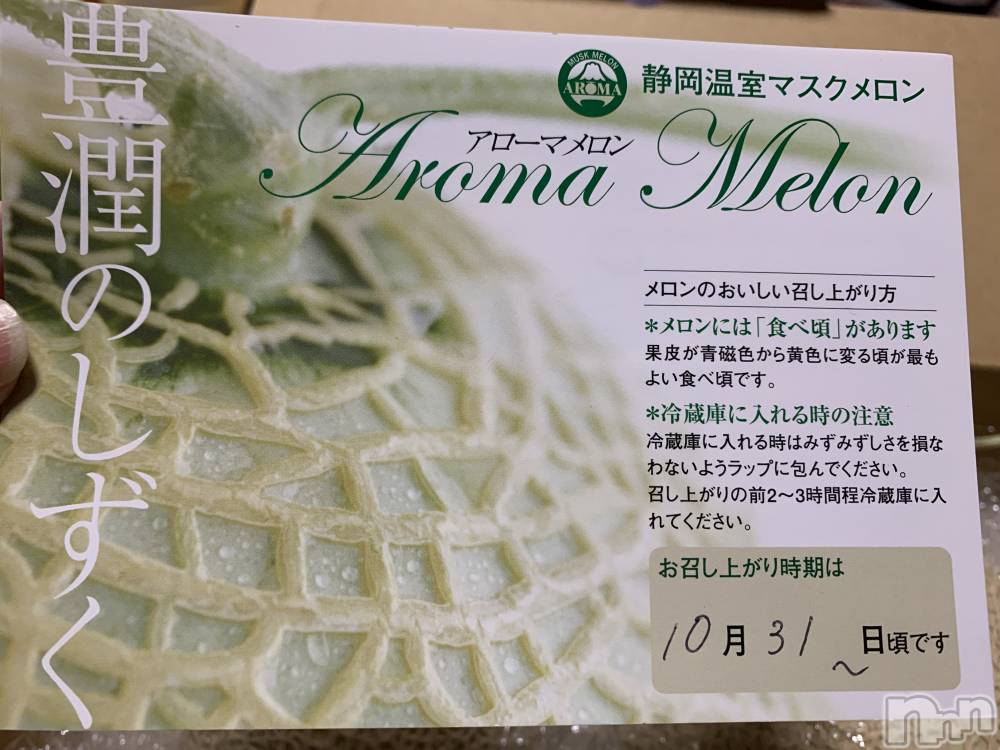 豊潤のしずく
MUSK MELON
AROMA
静岡温室マスクメロン
アローマメロン
Aroma Melon
メロンのおいしい召し上がり方
*メロンには「食べ頃」があります
果皮が青磁色から黄色に変る頃が最も
よい食べ頃です。
*冷蔵庫に入れる時の注意
冷蔵庫に入れる時はみずみずしさを損な
わないようラップに包んでください。
召し上がりの前2〜3時間程冷蔵庫に入
れてください。
お召し上がり時期は
10月31〜日頃です
nnn